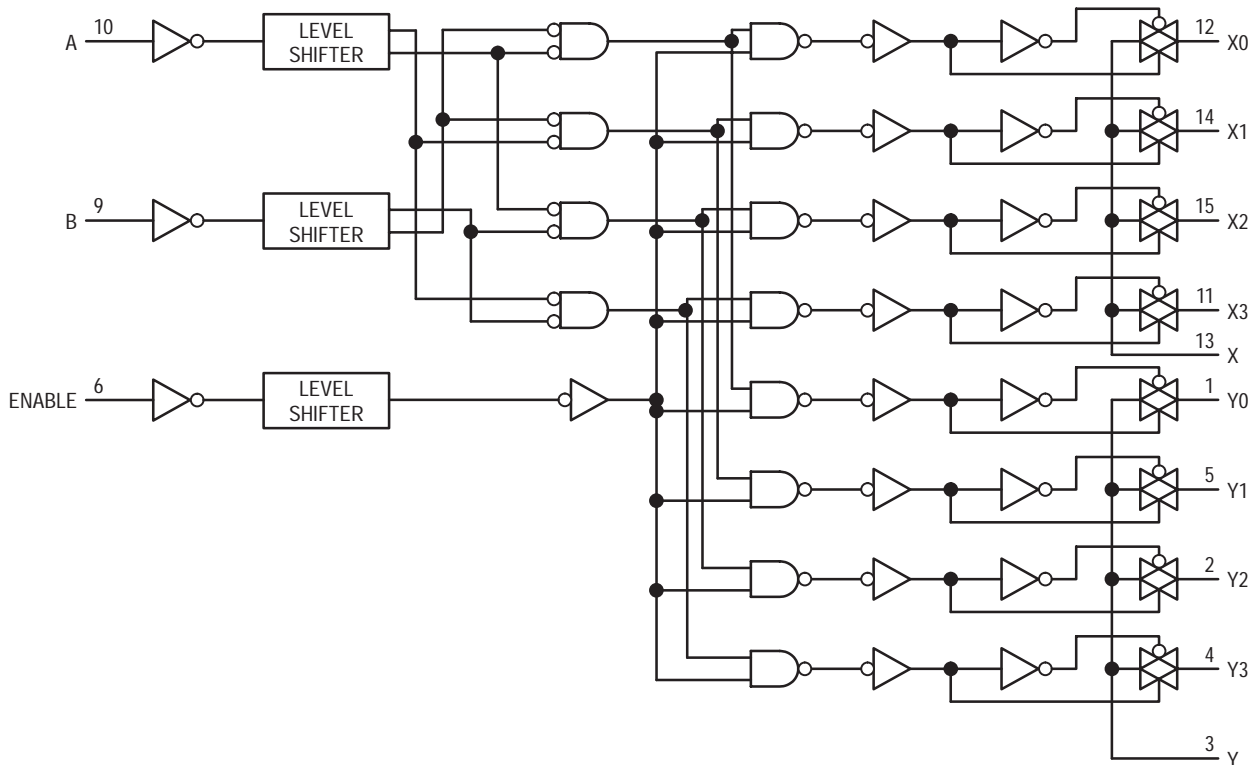 A
10
LEVEL
SHIFTER
12
X0
14
X1
B
9
LEVEL
SHIFTER
15
X2
11
X3
13
X
ENABLE
6
LEVEL
SHIFTER
1
Y0
5
Y1
2
Y2
4
Y3
3
Y